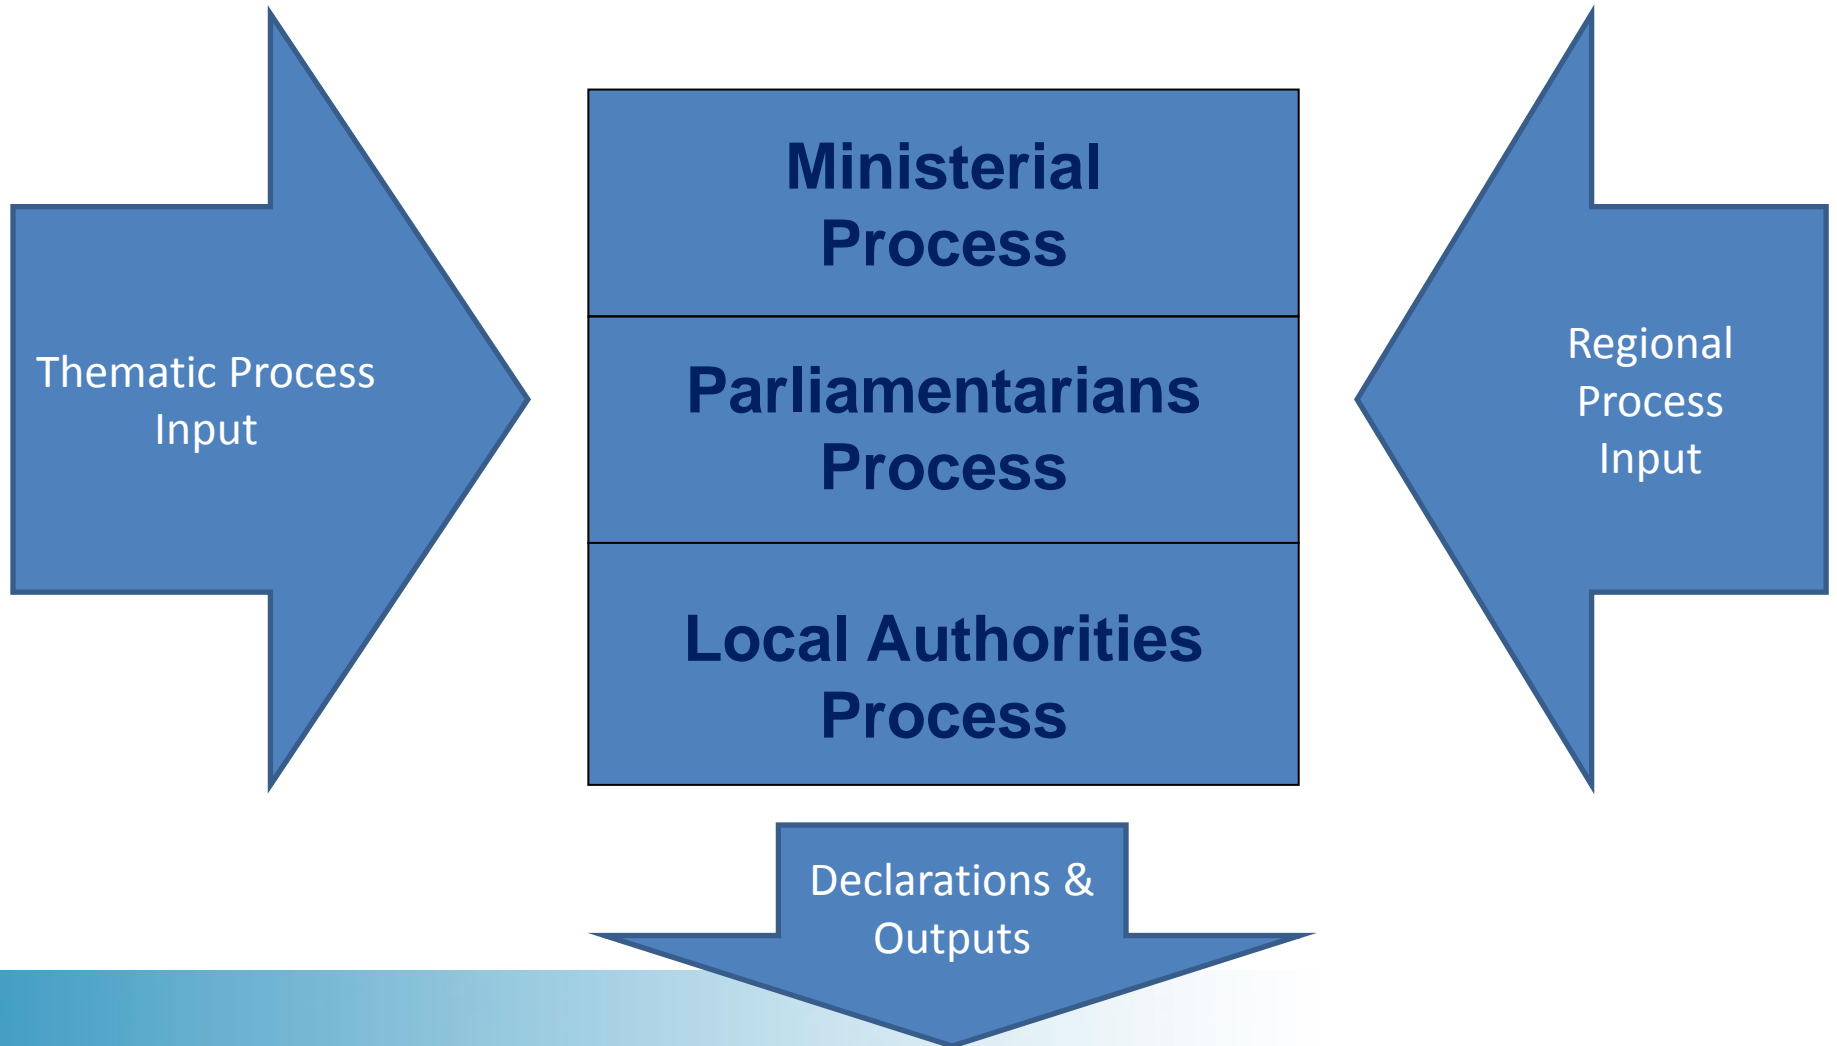 Thematic Process
Input
Ministerial
Process
Parliamentarians
Process
Local Authorities
Process
Regional
Process
Input
Declarations &
Outputs